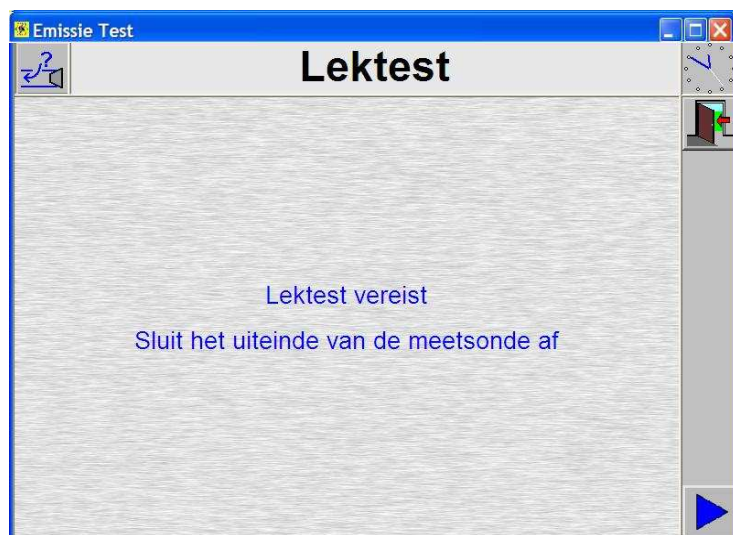 Emissie Test
Lektest
Lektest vereist
Sluit het uiteinde van de meetsonde af